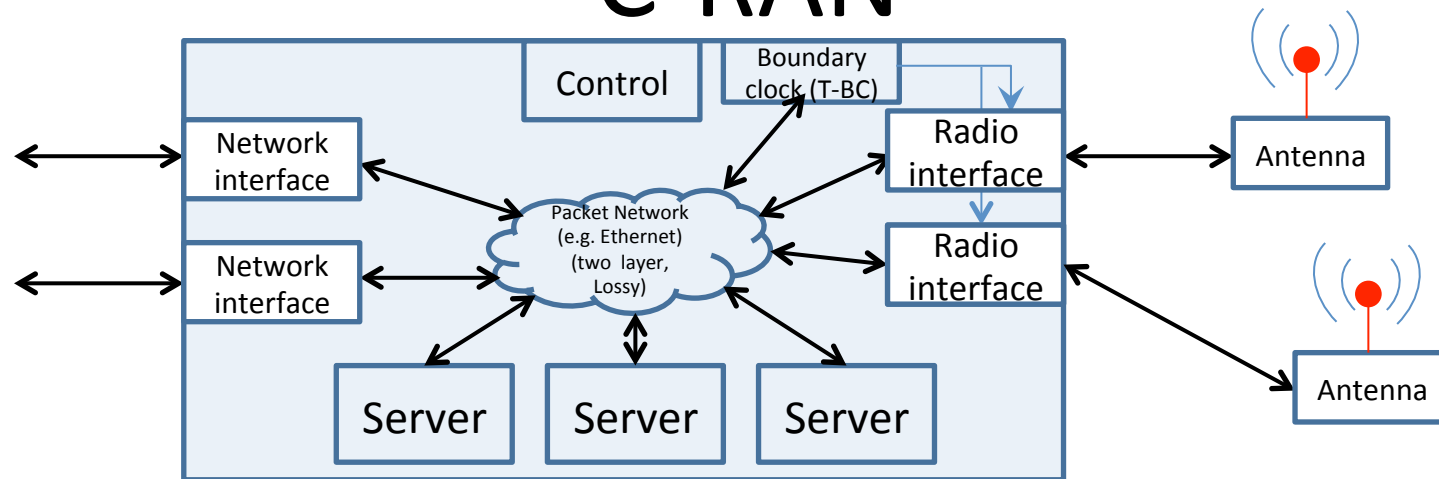 C-RAN
Control
Boundary
clock (T-BC)
Network
interface
Radio
interface
Antenna
Packet Network
(e.g. Ethernet)
(two layer,
Lossy)
Network
interface
Radio
interface
Antenna
Server
Server
Server